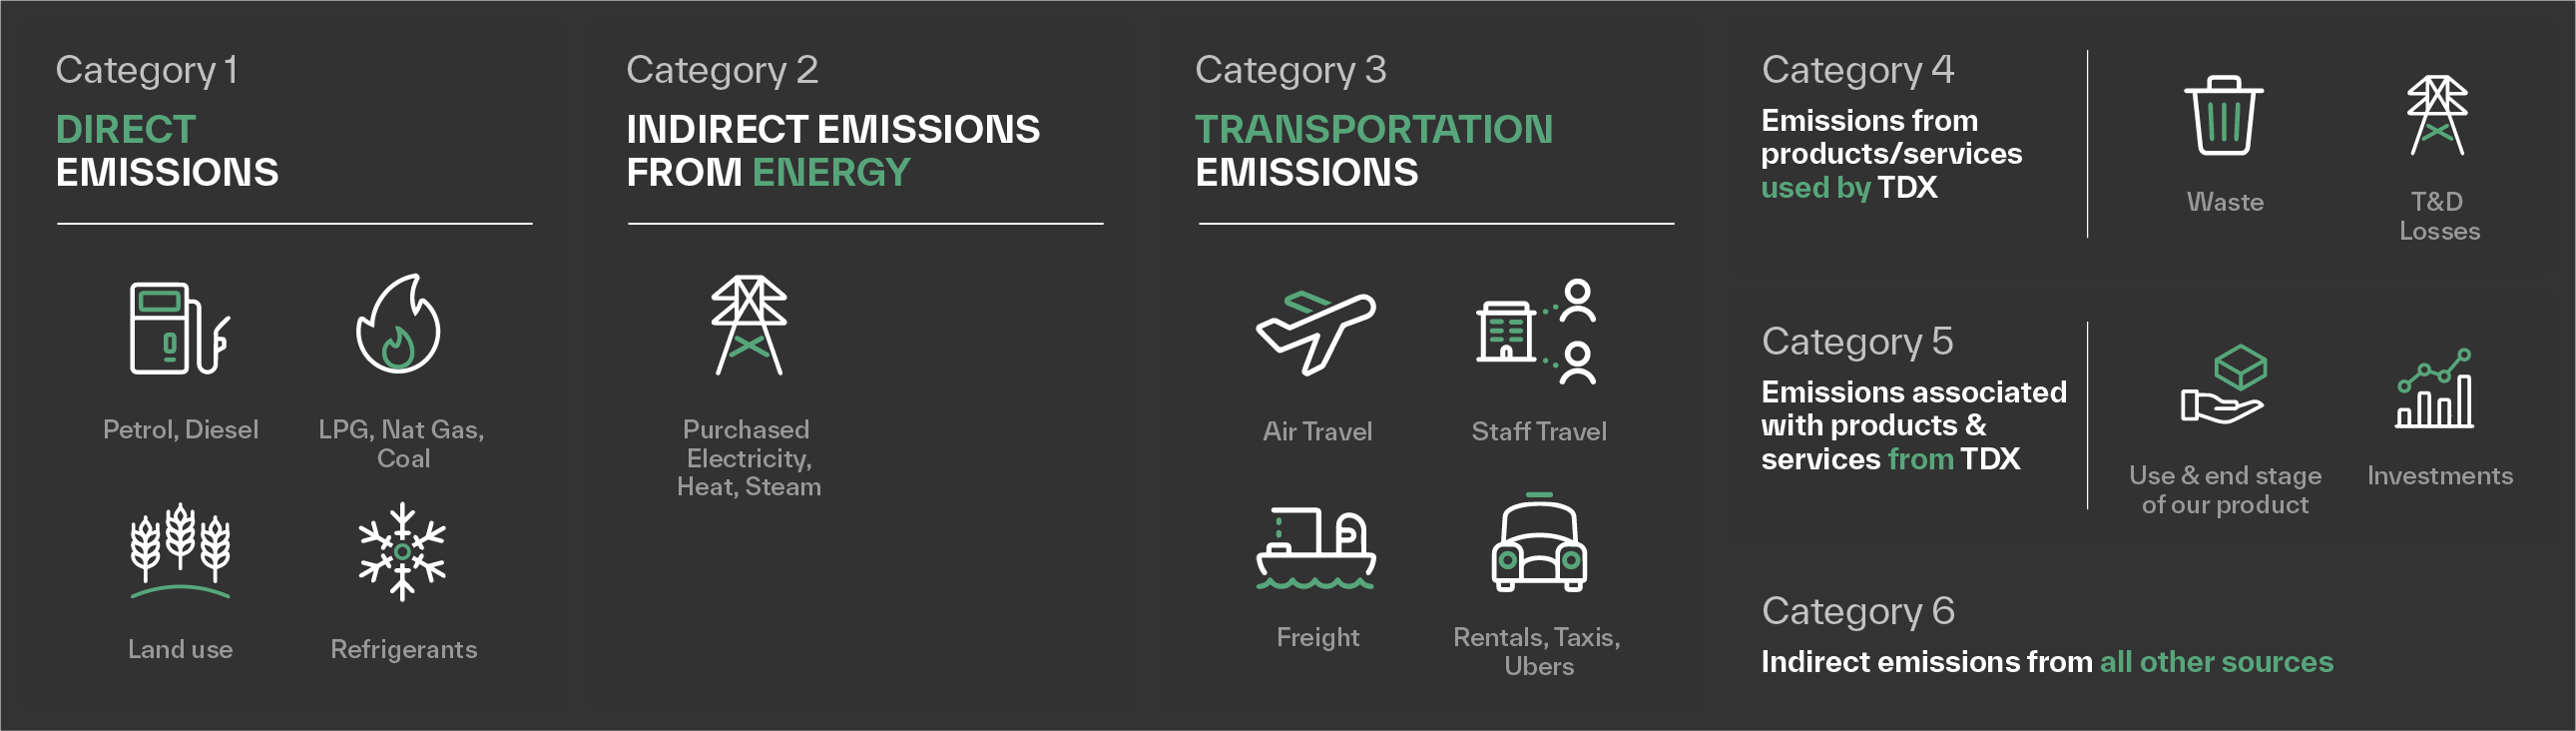 Category 1
DIRECT
EMISSIONS
Petrol, Diesel
LPG, Nat Gas,
Coal
Land use
Refrigerants
Category 2
INDIRECT EMISSIONS
FROM ENERGY
Purchased
Electricity,
Heat, Steam
Category 3
TRANSPORTATION
EMISSIONS
Air Travel
Staff Travel
Freight
Rentals, Taxis,
Ubers
Category 4
Emissions from
products/services
used by TDX
Waste
T&D
Losses
Category 5
Emissions associated
with products &
services from TDX
Use & end stage
of our product
Investments
Category 6
Indirect emissions from all other sources